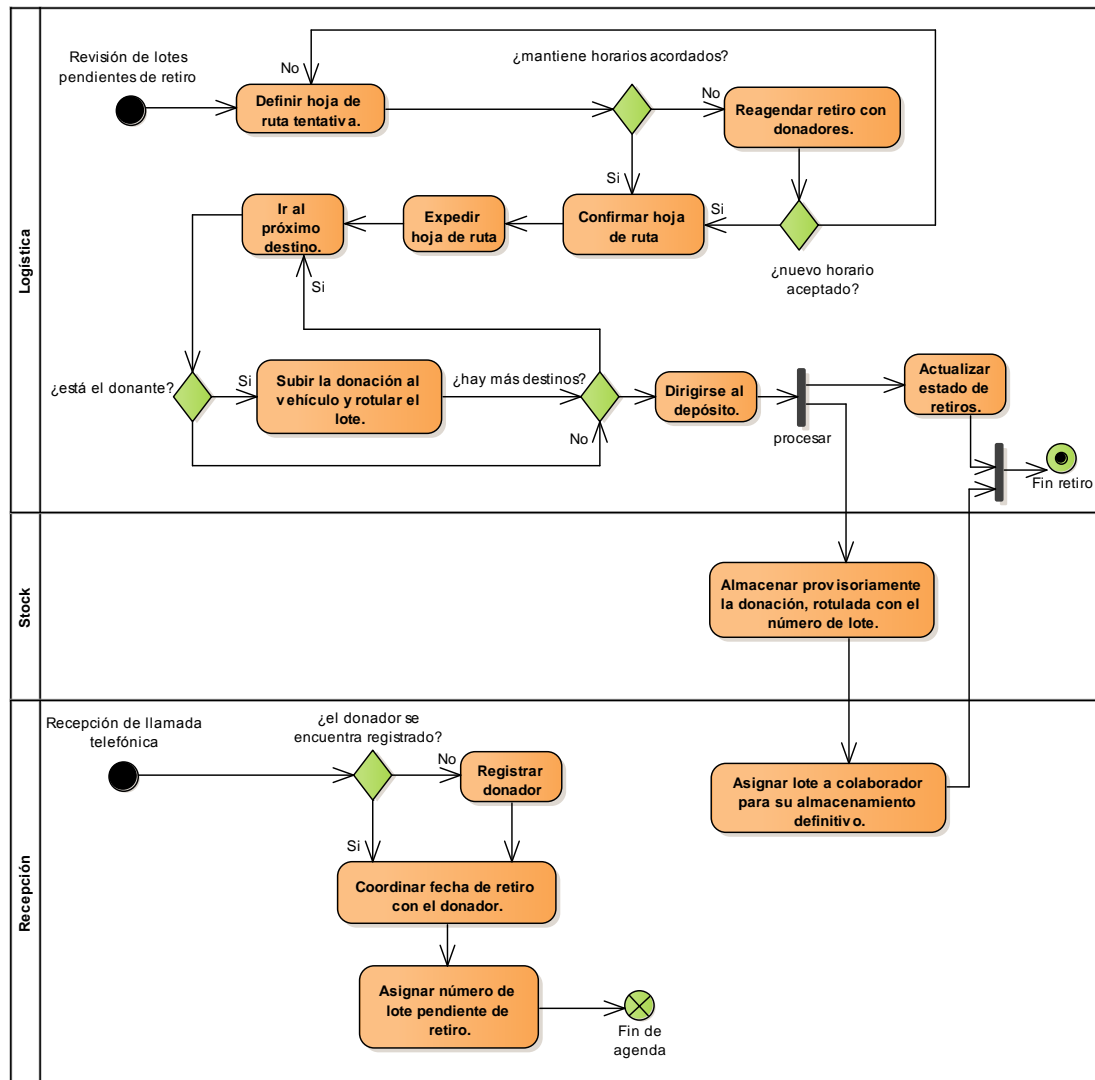 Logística
Revisión de lotes
pendientes de retiro
No
¿mantiene horarios acordados?
Definir hoja de
ruta tentativa.
No
Reagendar retiro con
donadores.
Si
Ir al
próximo
destino.
Expedir
hoja de ruta
Confirmar hoja
de ruta
Si
¿nuevo horario
aceptado?
Si
¿está el donante?
Si
Subir la donación al
vehículo y rotular el
lote.
¿hay más destinos?
No
Dirigirse al
depósito.
procesar
Actualizar
estado de
retiros.
Fin retiro
Stock
Almacenar provisoriamente
la donación, rotulada con el
número de lote.
Recepción
Recepción de llamada
telefónica
¿el donador se
encuentra registrado?
No
Registrar
donador
Si
Asignar lote a colaborador
para su almacenamiento
definitivo.
Coordinar fecha de retiro
con el donador.
Asignar número de
lote pendiente de
retiro.
Fin de
agenda